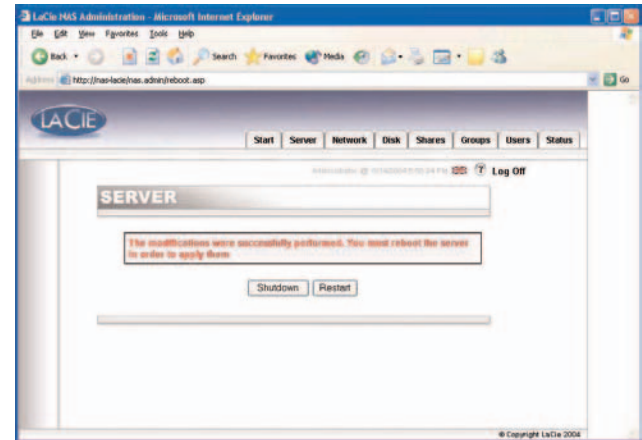 LaCie NAS Administration - Microsoft Internet Explorer
File Edit View Favorites Tools Help
Back Search Favorites Media
Address http://nas-lacie/nas.admin/reboot.asp Go
LACIE
Start Server Network Disk Shares Groups Users Status
? Log Off
SERVER
The modifications were successfully performed. You must reboot the server
in order to apply them
Shutdown Restart
© Copyright LaCie 2004